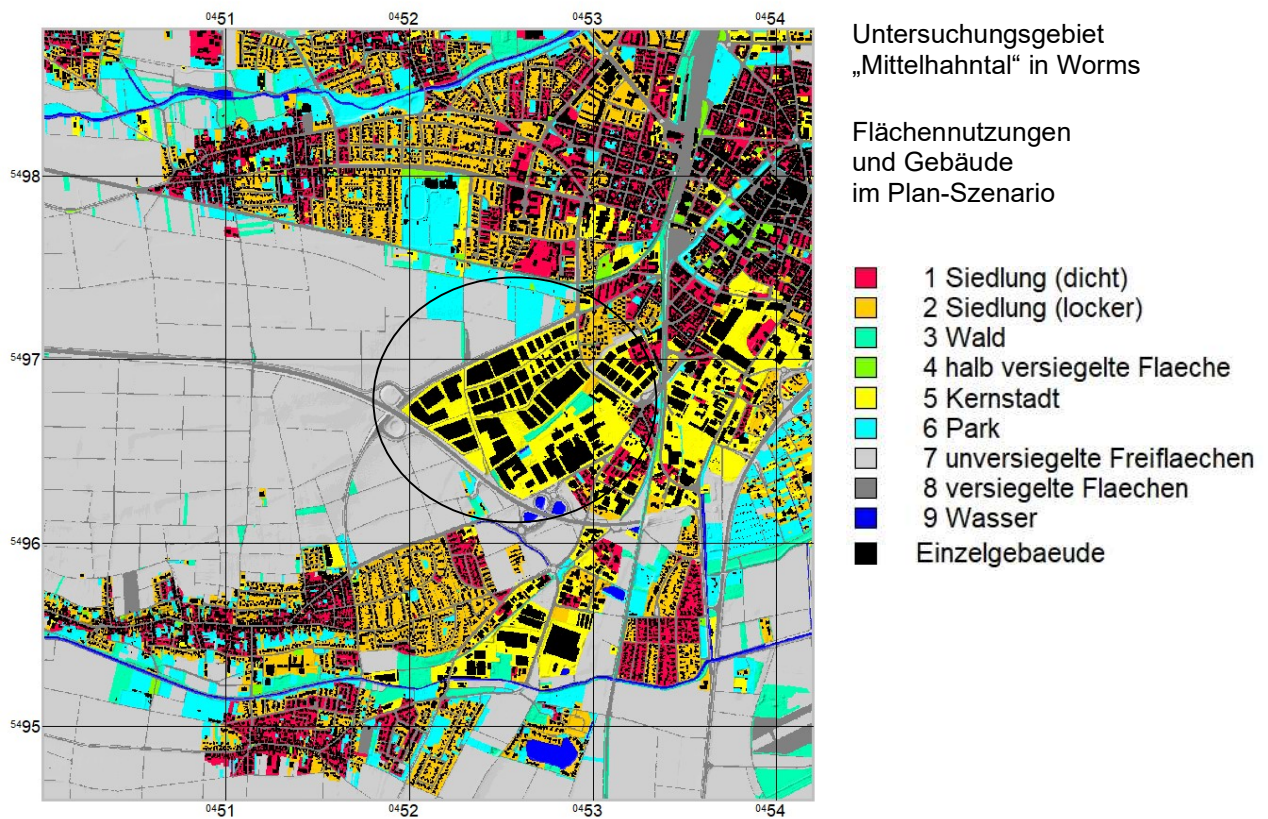 0451 0452 0453 0454
Untersuchungsgebiet
„Mittelhahntal“ in Worms
Flächennutzungen
und Gebäude
im Plan-Szenario
5498
5497
5496
5495
1 Siedlung (dicht)
2 Siedlung (locker)
3 Wald
4 halb versiegelte Flaeche
5 Kernstadt
6 Park
7 unversiegelte Freiflaechen
8 versiegelte Flaechen
9 Wasser
Einzelgebaeude
0451 0452 0453 0454